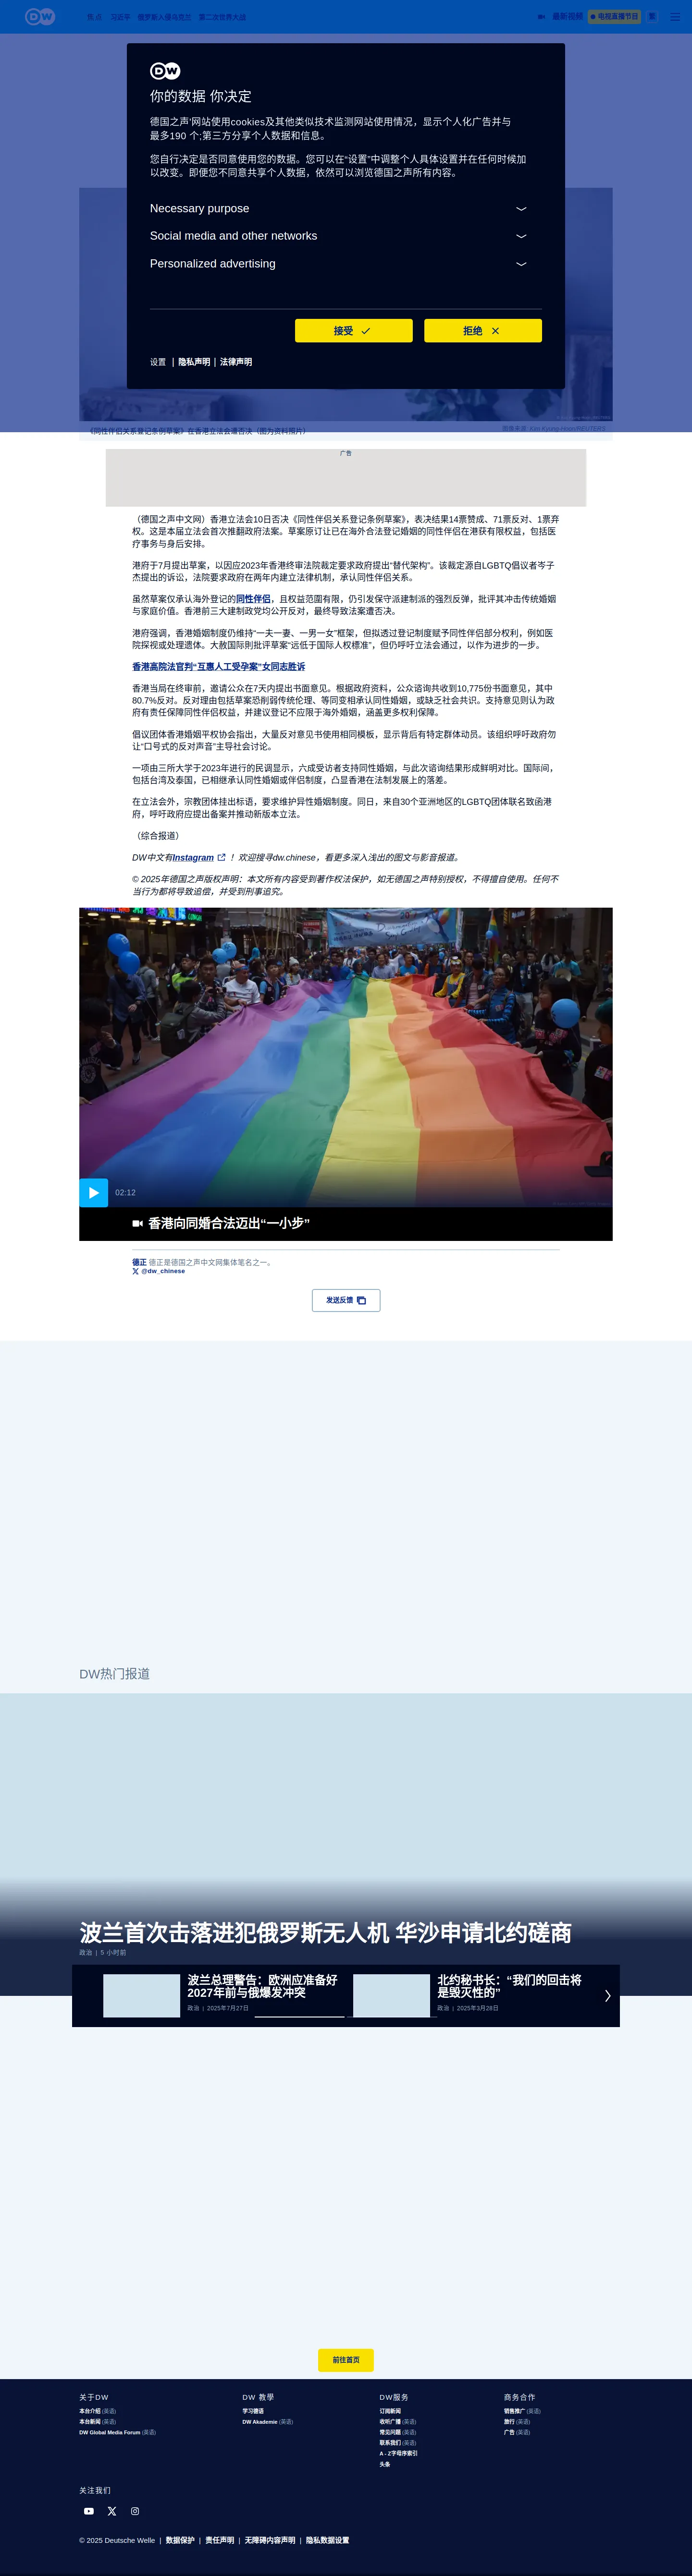 DW
焦点 习近平 俄罗斯入侵乌克兰 第二次世界大战
最新视频 电视直播节目 繁
DW
你的数据 你决定
德国之声'网站使用cookies及其他类似技术监测网站使用情况，显示个人化广告并与
最多190 个;第三方分享个人数据和信息。
您自行决定是否同意使用您的数据。您可以在“设置”中调整个人具体设置并在任何时候加
以改变。即便您不同意共享个人数据，依然可以浏览德国之声所有内容。
Necessary purpose
Social media and other networks
Personalized advertising
接受
拒绝
设置 | 隐私声明 | 法律声明
《同性伴侣关系登记条例草案》在香港立法会遭否决（图为资料照片）
广告
（德国之声中文网）香港立法会10日否决《同性伴侣关系登记条例草案》，表决结果14票赞成、71票反对、1票弃
权。这是本届立法会首次推翻政府法案。草案原订让已在海外合法登记婚姻的同性伴侣在港获有限权益，包括医
疗事务与身后安排。
港府于7月提出草案，以因应2023年香港终审法院裁定要求政府提出“替代架构”。该裁定源自LGBTQ倡议者岑子
杰提出的诉讼，法院要求政府在两年内建立法律机制，承认同性伴侣关系。
虽然草案仅承认海外登记的同性伴侣，且权益范围有限，仍引发保守派建制派的强烈反弹，批评其冲击传统婚姻
与家庭价值。香港前三大建制政党均公开反对，最终导致法案遭否决。
港府强调，香港婚姻制度仍维持“一夫一妻、一男一女”框架，但拟透过登记制度赋予同性伴侣部分权利，例如医
院探视或处理遗体。大赦国际则批评草案“远低于国际人权标准”，但仍呼吁立法会通过，以作为进步的一步。
香港高院法官判“互惠人工受孕案”女同志胜诉
香港当局在终审前，邀请公众在7天内提出书面意见。根据政府资料，公众谘询共收到10,775份书面意见，其中
80.7%反对。反对理由包括草案恐削弱传统伦理、等同变相承认同性婚姻，或缺乏社会共识。支持意见则认为政
府有责任保障同性伴侣权益，并建议登记不应限于海外婚姻，涵盖更多权利保障。
倡议团体香港婚姻平权协会指出，大量反对意见书使用相同模板，显示背后有特定群体动员。该组织呼吁政府勿
让“口号式的反对声音”主导社会讨论。
一项由三所大学于2023年进行的民调显示，六成受访者支持同性婚姻，与此次谘询结果形成鲜明对比。国际间，
包括台湾及泰国，已相继承认同性婚姻或伴侣制度，凸显香港在法制发展上的落差。
在立法会外，宗教团体挂出标语，要求维护异性婚姻制度。同日，来自30个亚洲地区的LGBTQ团体联名致函港
府，呼吁政府应提出备案并推动新版本立法。
（综合报道）
DW中文有Instagram ！欢迎搜寻dw.chinese，看更多深入浅出的图文与影音报道。
© 2025年德国之声版权声明：本文所有内容受到著作权法保护，如无德国之声特别授权，不得擅自使用。任何不
当行为都将导致追偿，并受到刑事追究。
02:12
香港向同婚合法迈出“一小步”
德正 德正是德国之声中文网集体笔名之一。
@dw_chinese
发送反馈
DW热门报道
波兰首次击落进犯俄罗斯无人机 华沙申请北约磋商
政治 | 5 小时前
波兰总理警告：欧洲应准备好
2027年前与俄爆发冲突
政治 | 2025年7月27日
北约秘书长：“我们的回击将
是毁灭性的”
政治 | 2025年3月28日
前往首页
关于DW
本台介绍 (英语)
本台新闻 (英语)
DW Global Media Forum (英语)
DW 教學
学习德语
DW Akademie (英语)
DW服务
订阅新闻
收听广播 (英语)
常见问题 (英语)
联系我们 (英语)
A - Z字母序索引
头条
商务合作
销售推广 (英语)
旅行 (英语)
广告 (英语)
关注我们
© 2025 Deutsche Welle | 数据保护 | 责任声明 | 无障碍内容声明 | 隐私数据设置